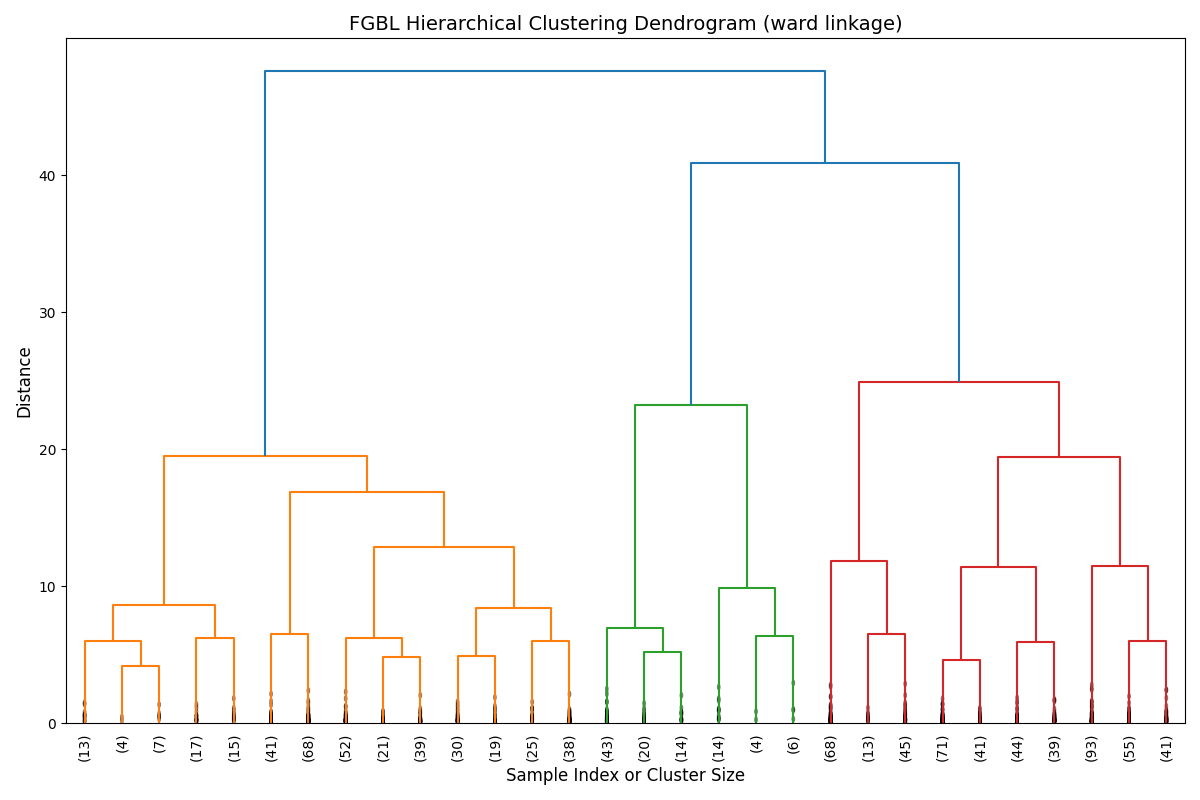 FGBL Hierarchical Clustering Dendrogram (ward linkage)
Distance
40
30
20
10
0
(13) (4) (7) (17) (15) (41) (68) (52) (21) (39) (30) (19) (25) (38) (43) (20) (14) (14) (4) (6) (68) (13) (45) (71) (41) (44) (39) (93) (55) (41)
Sample Index or Cluster Size